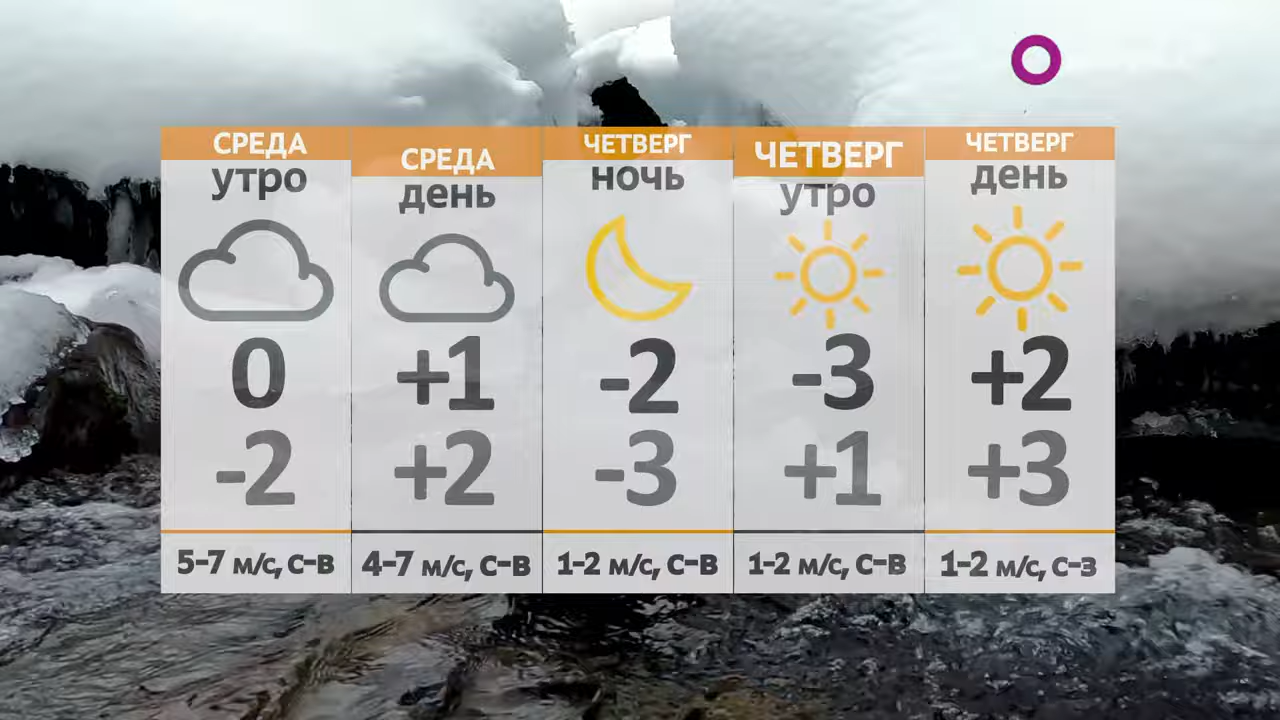 СРЕДА
утро
0
-2
5-7 м/с, с-в
СРЕДА
день
+1
+2
4-7 м/с, с-в
ЧЕТВЕРГ
ночь
-2
-3
1-2 м/с, с-в
ЧЕТВЕРГ
утро
-3
+1
1-2 м/с, с-в
ЧЕТВЕРГ
день
+2
+3
1-2 м/с, с-з